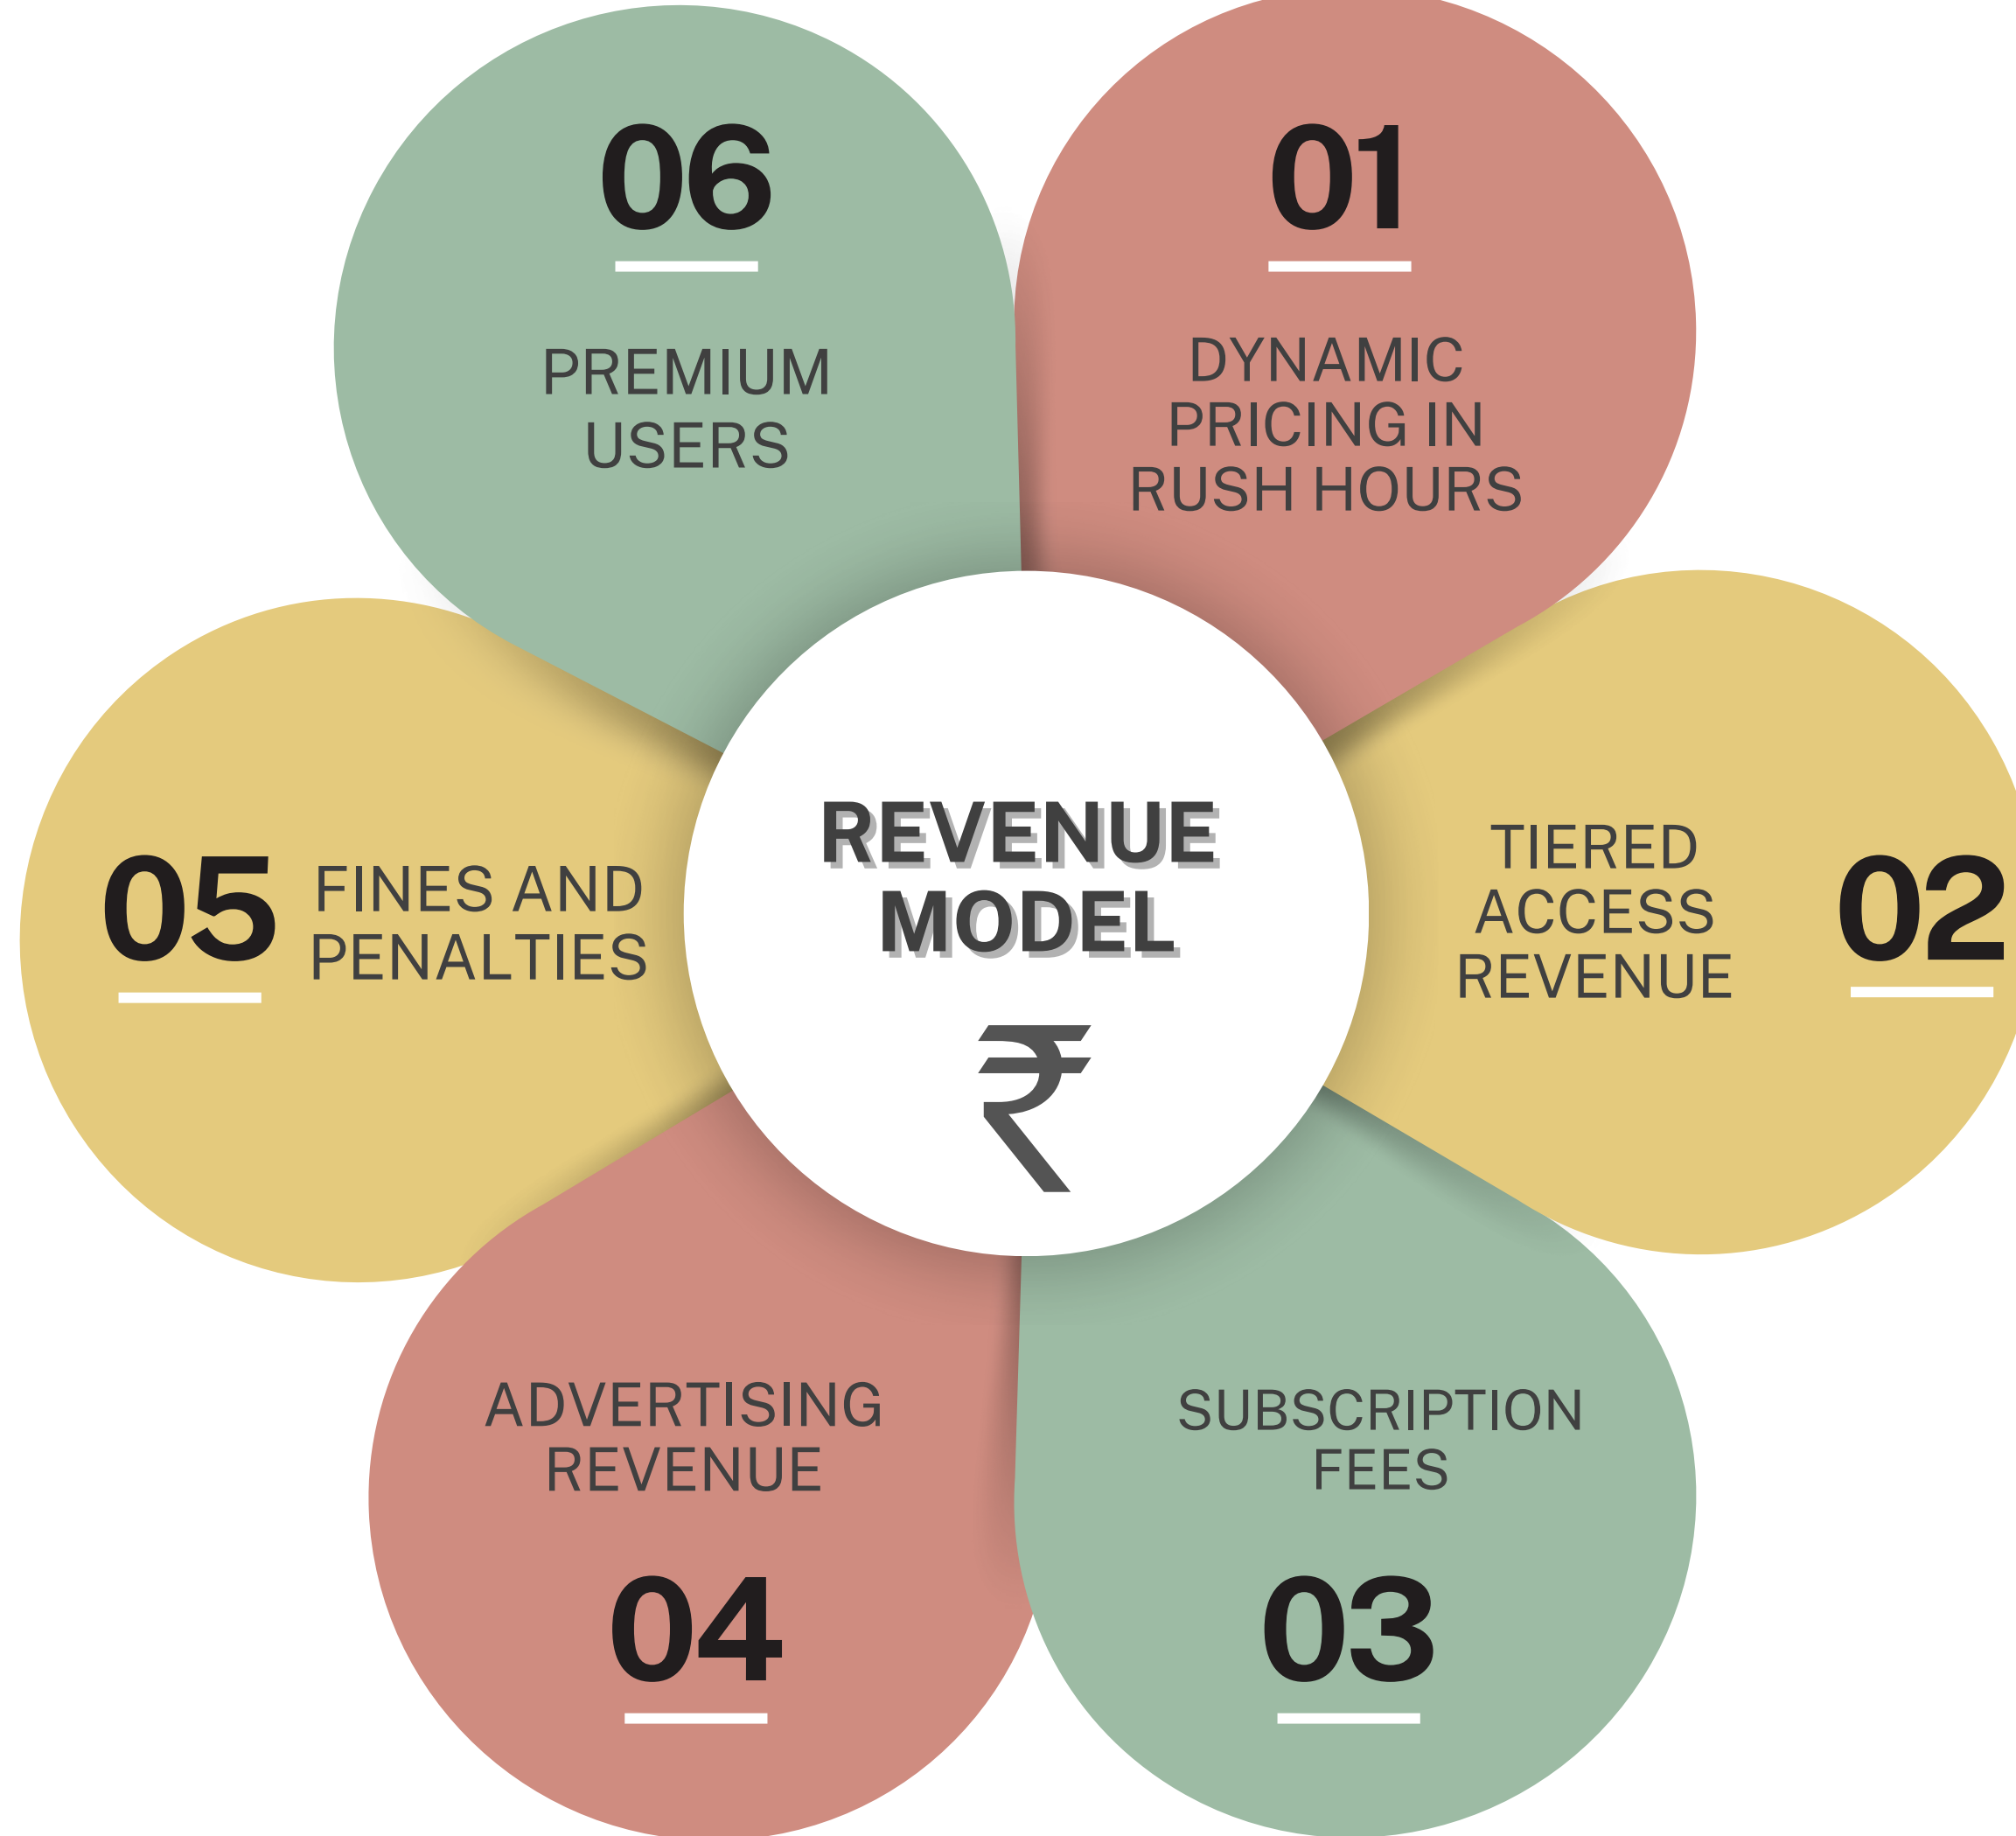 REVENUE
MODEL
₹
01
DYNAMIC
PRICING IN
RUSH HOURS
02
TIERED
ACCESS
REVENUE
03
SUBSCRIPTION
FEES
04
ADVERTISING
REVENUE
05
FINES AND
PENALTIES
06
PREMIUM
USERS